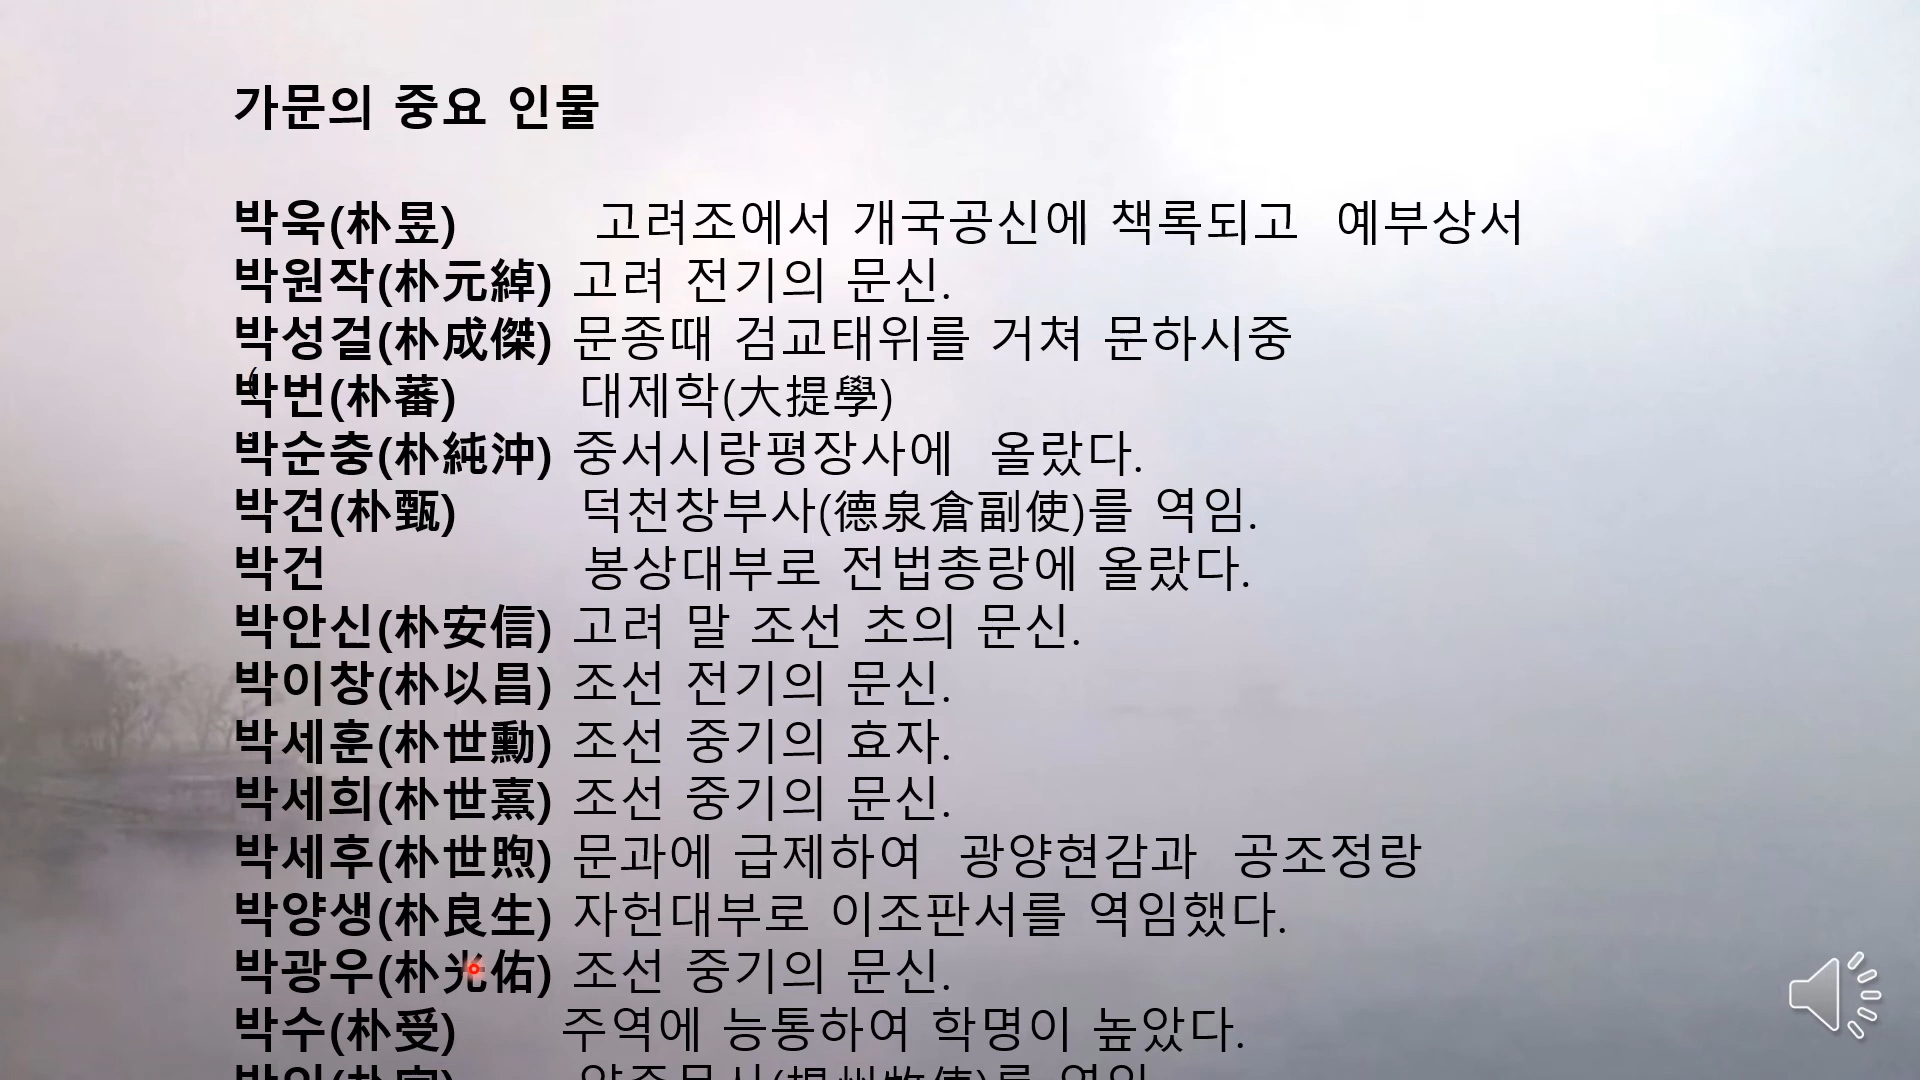 가문의 중요 인물
박욱(朴昱) 고려조에서 개국공신에 책록되고 예부상서
박원작(朴元綽) 고려 전기의 문신.
박성걸(朴成傑) 문종때 검교태위를 거쳐 문하시중
(
박번(朴蕃) 대제학(大提學)
박순충(朴純沖) 중서시랑평장사에 올랐다.
박견(朴甄) 덕천창부사(德泉倉副使)를 역임.
박건 봉상대부로 전법총랑에 올랐다.
박안신(朴安信) 고려 말 조선 초의 문신.
박이창(朴以昌) 조선 전기의 문신.
박세훈(朴世勳) 조선 중기의 효자.
박세희(朴世熹) 조선 중기의 문신.
박세후(朴世煦) 문과에 급제하여 광양현감과 공조정랑
박양생(朴良生) 자헌대부로 이조판서를 역임했다.
박광우(朴光佑) 조선 중기의 문신.
박수(朴受) 주역에 능통하여 학명이 높았다.